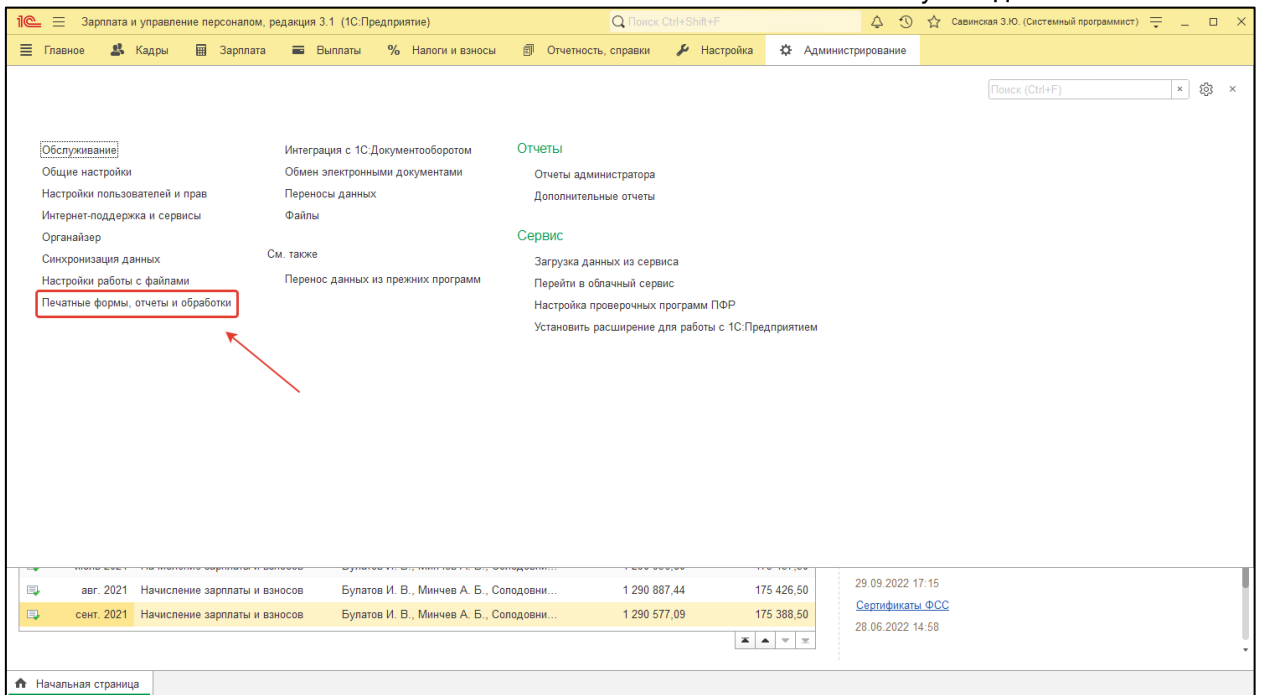 1С Зарплата и управление персоналом, редакция 3.1 (1С:Предприятие) Поиск Ctrl+Shift+F Савинская З.Ю. (Системный программист)
Главное Кадры Зарплата Выплаты % Налоги и взносы Отчетность, справки Настройка Администрирование
Поиск (Ctrl+F)
Обслуживание
Общие настройки
Настройки пользователей и прав
Интернет-поддержка и сервисы
Органайзер
Синхронизация данных
Настройки работы с файлами
Печатные формы, отчеты и обработки
Интеграция с 1С:Документооборотом
Обмен электронными документами
Переносы данных
Файлы
См. также
Перенос данных из прежних программ
Отчеты
Отчеты администратора
Дополнительные отчеты
Сервис
Загрузка данных из сервиса
Перейти в облачный сервис
Настройка проверочных программ ПФР
Установить расширение для работы с 1С:Предприятием
авг. 2021 Начисление зарплаты и взносов Булатов И. В., Минчев А. Б., Солодовни... 1 290 887,44 175 426,50
сент. 2021 Начисление зарплаты и взносов Булатов И. В., Минчев А. Б., Солодовни... 1 290 577,09 175 388,50
29.09.2022 17:15
Сертификаты ФСС
28.06.2022 14:58
Начальная страница